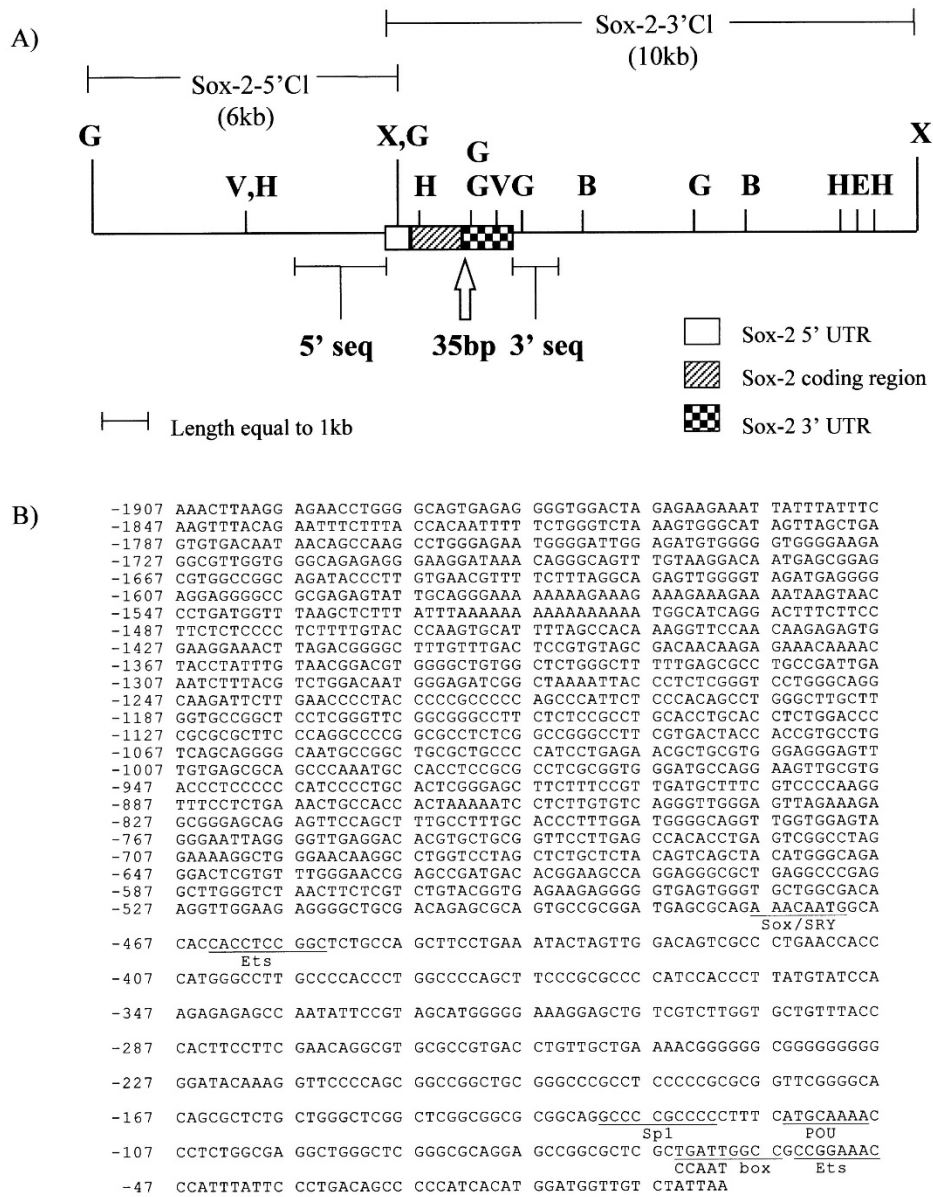 A)
Sox-2-3'Cl
(10kb)
Sox-2-5'Cl
(6kb)
G
X,G
X
G
V,H
H
GVG
B
G
B
HEH
5' seq
35bp
3' seq
Sox-2 5' UTR
Sox-2 coding region
Length equal to 1kb
Sox-2 3' UTR
B)
-1907 AAACTTAAGG AGAACCTGGG GCAGTGAGAG GGGTGGACTA GAGAAGAAAT TATTTATTTC
-1847 AAGTTTACAG AATTTCTTTA CCACAATTTT TCTGGGTCTA AAGTGGGCAT AGTTAGCTGA
-1787 GTGTGACAAT AACAGCCAAG CCTGGGAGAA TGGGGATTGG AGATGTGGGG GTGGGGAAGA
-1727 GGCGTTGGTG GGCAGAGAGG GAAGGATAAA CAGGGCAGTT TGTAAGGACA ATGAGCGGAG
-1667 CGTGGCCGGC AGATACCCTT GTGAACGTTT TCTTTAGGCA GAGTTGGGGT AGATGAGGGG
-1607 AGGAGGGGCC GCGAGAGTAT TGCAGGGAAA AAAAAGAAAG AAAGAAAGAA AATAAGTAAC
-1547 CCTGATGGTT TAAGCTCTTT ATTTAAAAAA AAAAAAAAAA TGGCATCAGG ACTTTCTTCC
-1487 TTCTCTCCCC TCTTTTGTAC CCAAGTGCAT TTTAGCCACA AAGGTTCCAA CAAGAGAGTG
-1427 GAAGGAAACT TAGACGGGGC TTTGTTTGAC TCCGTGTAGC GACAACAAGA GAAACAAAAC
-1367 TACCTATTTG TAACGGACGT GGGGCTGTGG CTCTGGGCTT TTTGAGCGCC TGCCGATTGA
-1307 AATCTTTACG TCTGGACAAT GGGAGATCGG CTAAAATTAC CCTCTCGGGT CCTGGGCAGG
-1247 CAAGATTCTT GAACCCCTAC CCCCGCCCCC AGCCCATTCT CCCACAGCCT GGGCTTGCTT
-1187 GGTGCCGGCT CCTCGGGTTC GGCGGGCCTT CTCTCCGCCT GCACCTGCAC CTCTGGACCC
-1127 CGCGCGCTTC CCAGGCCCCG GCGCCTCTCG GCCGGGCCTT CGTGACTACC ACCGTGCCTG
-1067 TCAGCAGGGG CAATGCCGGC TGCGCTGCCC CATCCTGAGA ACGCTGCGTG GGAGGGAGTT
-1007 TGTGAGCGCA GCCCAAATGC CACCTCCGCG CCTCGCGGTG GGATGCCAGG AAGTTGCGTG
-947 ACCCTCCCCC CATCCCCTGC CACTCGGGAGC TTCTTTCCGTT TGATGCTTTC GTCCCCAAGG
-887 TTTCCTCTGA AACTGCCACC ACTAAAAATC CTCTTGTGTC AGGGTTGGGA GTTAGAAAGA
-827 GCGGGAGCAG AGTTCCAGCT TTGCCTTTGC ACCCTTTGGA TGGGGCAGGT TGGTGGAGTA
-767 GGGAATTAGG GGTTGAGGAC ACGTGCTGCG GTTCCTTGAG CCACACCTGA GTCGGCCTAG
-707 GAAAAGGCTG GGAACAAGGC CTGGTCCTAG CTCTGCTCTA CAGTCAGCTA CATGGGCAGA
-647 GGACTCGTGT TTGGGAACCG AGCCGATGAC ACGGAAGCCA GGAGGGCGCT GAGGCCCGAG
-587 GCTTGGGTCT AACTTCTCGT CTGTACGGTG AGAAGAGGGG GTGAGTGGGT GCTGGCGACA
-527 AGGTTGGAAG AGGGGCTGCG ACAGAGCGCA GTGCCGCGGA TGAGCGCAGA AACAATGGCA
Sox/SRY
-467 CACCACCTCC GGCTCTGCCA GCTTCCTGAA ATACTAGTTG GACAGTCGCC CTGAACCACC
Ets
-407 CATGGGCCTT GCCCCACCCT GGCCCCAGCT TCCCGCGCCC CATCCACCCT TATGTATCCA
-347 AGAGAGAGCC AATATTCCGT AGCATGGGGG AAAGGAGCTG TCGTCTTGGT GCTGTTTACC
-287 CACTTCCTTC GAACAGGCGT GCGCCGTGAC CTGTTGCTGA AAACGGGGGG CGGGGGGGGG
-227 GGATACAAAG GTTCCCCAGC GGCCGGCTGC GGGCCCGCCT CCCCCGCGCG GTTCGGGGCA
-167 CAGCGCTCTG CTGGGCTCGG CTCGGCGGCG CGGCAGGCCC CGCCCCCTTT CATGCAAAAC
Sp1 POU
-107 CCTCTGGCGA GGCTGGGCTC GGGCGCAGGA GCCGGCGCTC GCTGATTGGC CGCCGGAAAC
CCAAT box Ets
-47 CCATTTATTC CCTGACAGCC CCCATCACAT GGATGGTTGT CTATTAA